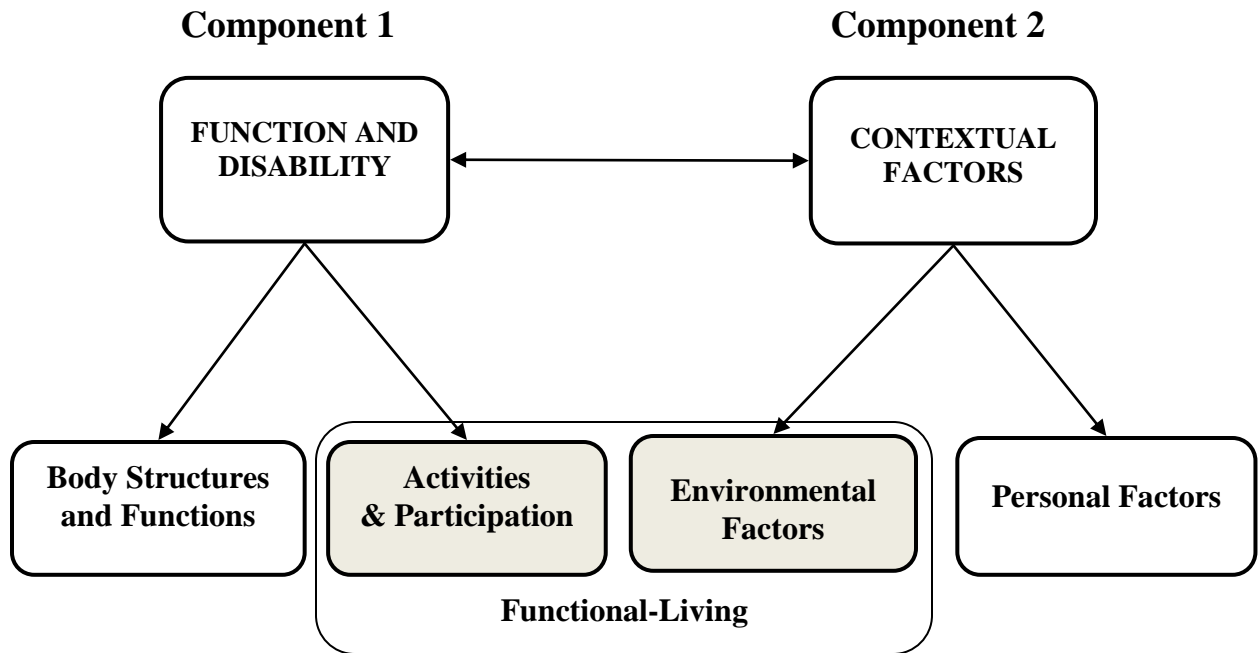 Component 1
Component 2
FUNCTION AND
DISABILITY
CONTEXTUAL
FACTORS
Body Structures
and Functions
Activities
& Participation
Environmental
Factors
Personal Factors
Functional-Living